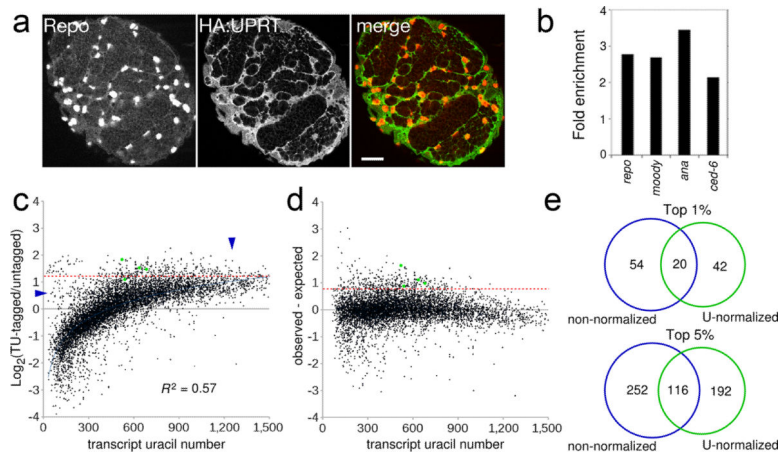 a
Repo
HA:UPRT
merge
b
Fold enrichment
4
3
2
1
0
repo
moody
ana
ced-6
c
Log2(TU-tagged/untagged)
4
3
2
1
0
-1
-2
-3
-4
R² = 0.57
0 300 600 900 1,200 1,500
transcript uracil number
d
observed - expected
4
3
2
1
0
-1
-2
-3
-4
0 300 600 900 1,200 1,500
transcript uracil number
e
Top 1%
54 20 42
non-normalized U-normalized
Top 5%
252 116 192
non-normalized U-normalized